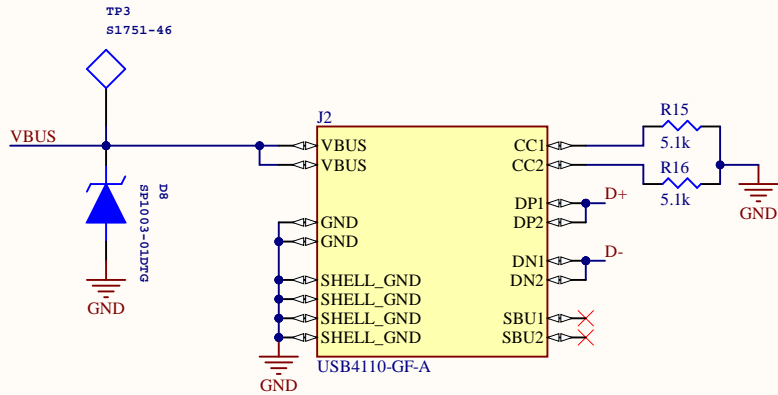 TP3
S1751-46
VBUS
D8
SP1003-01DTG
GND
J2
VBUS
VBUS
GND
GND
SHELL_GND
SHELL_GND
SHELL_GND
SHELL_GND
CC1
CC2
DP1
DP2
DN1
DN2
SBU1
SBU2
USB4110-GF-A
GND
R15
5.1k
R16
5.1k
GND
D+
D-